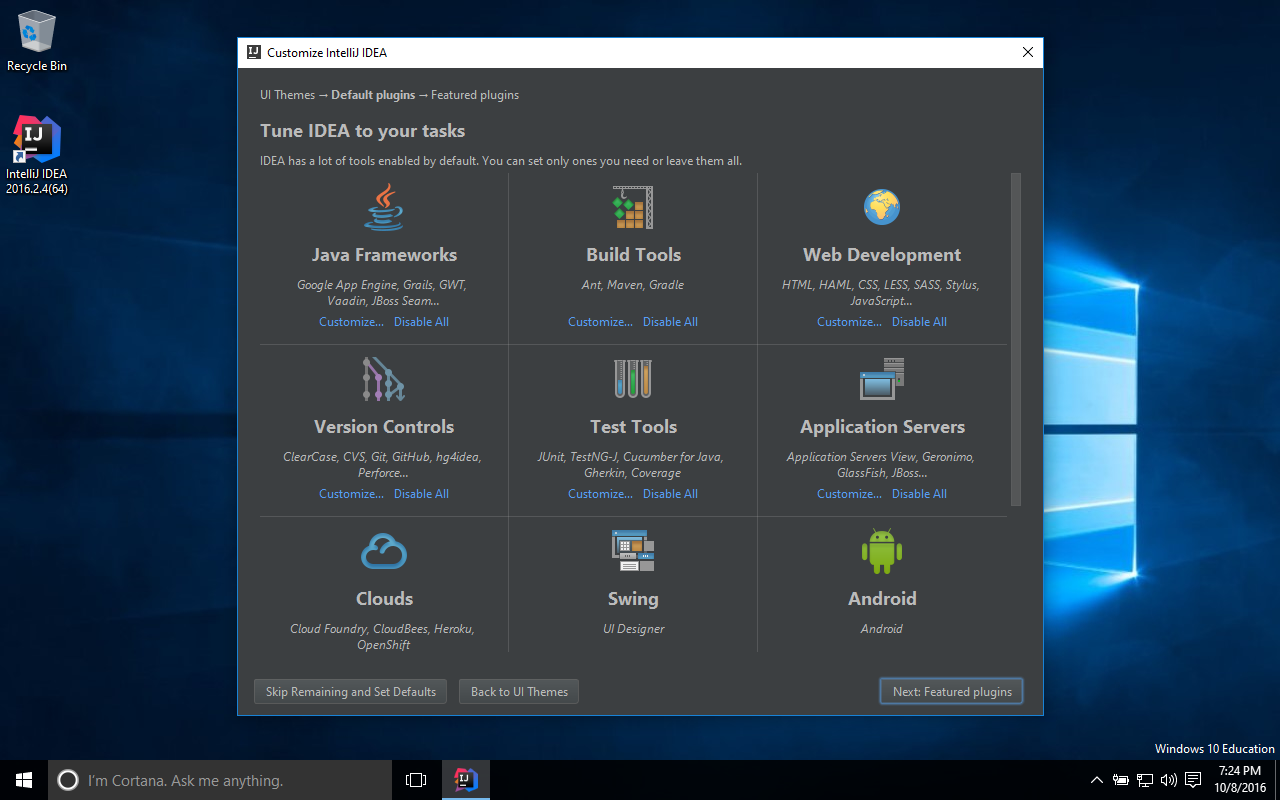 Recycle Bin
IJ
IntelliJ IDEA
2016.2.4(64)
IJ
Customize IntelliJ IDEA
UI Themes → Default plugins → Featured plugins
Tune IDEA to your tasks
IDEA has a lot of tools enabled by default. You can set only ones you need or leave them all.
Java Frameworks
Google App Engine, Grails, GWT,
Vaadin, JBoss Seam...
Customize... Disable All
Build Tools
Ant, Maven, Gradle
Customize... Disable All
Web Development
HTML, HAML, CSS, LESS, SASS, Stylus,
JavaScript...
Customize... Disable All
Version Controls
ClearCase, CVS, Git, GitHub, hg4idea,
Perforce...
Customize... Disable All
Test Tools
JUnit, TestNG-J, Cucumber for Java,
Gherkin, Coverage
Customize... Disable All
Application Servers
Application Servers View, Geronimo,
GlassFish, JBoss...
Customize... Disable All
Clouds
Cloud Foundry, CloudBees, Heroku,
OpenShift
Swing
UI Designer
Android
Android
Skip Remaining and Set Defaults
Back to UI Themes
Next: Featured plugins
Windows 10 Education
I'm Cortana. Ask me anything.
IJ
7:24 PM
10/8/2016